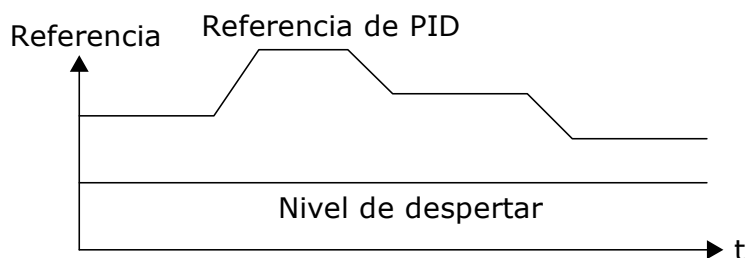 Referencia de PID
Referencia
Nivel de despertar
t